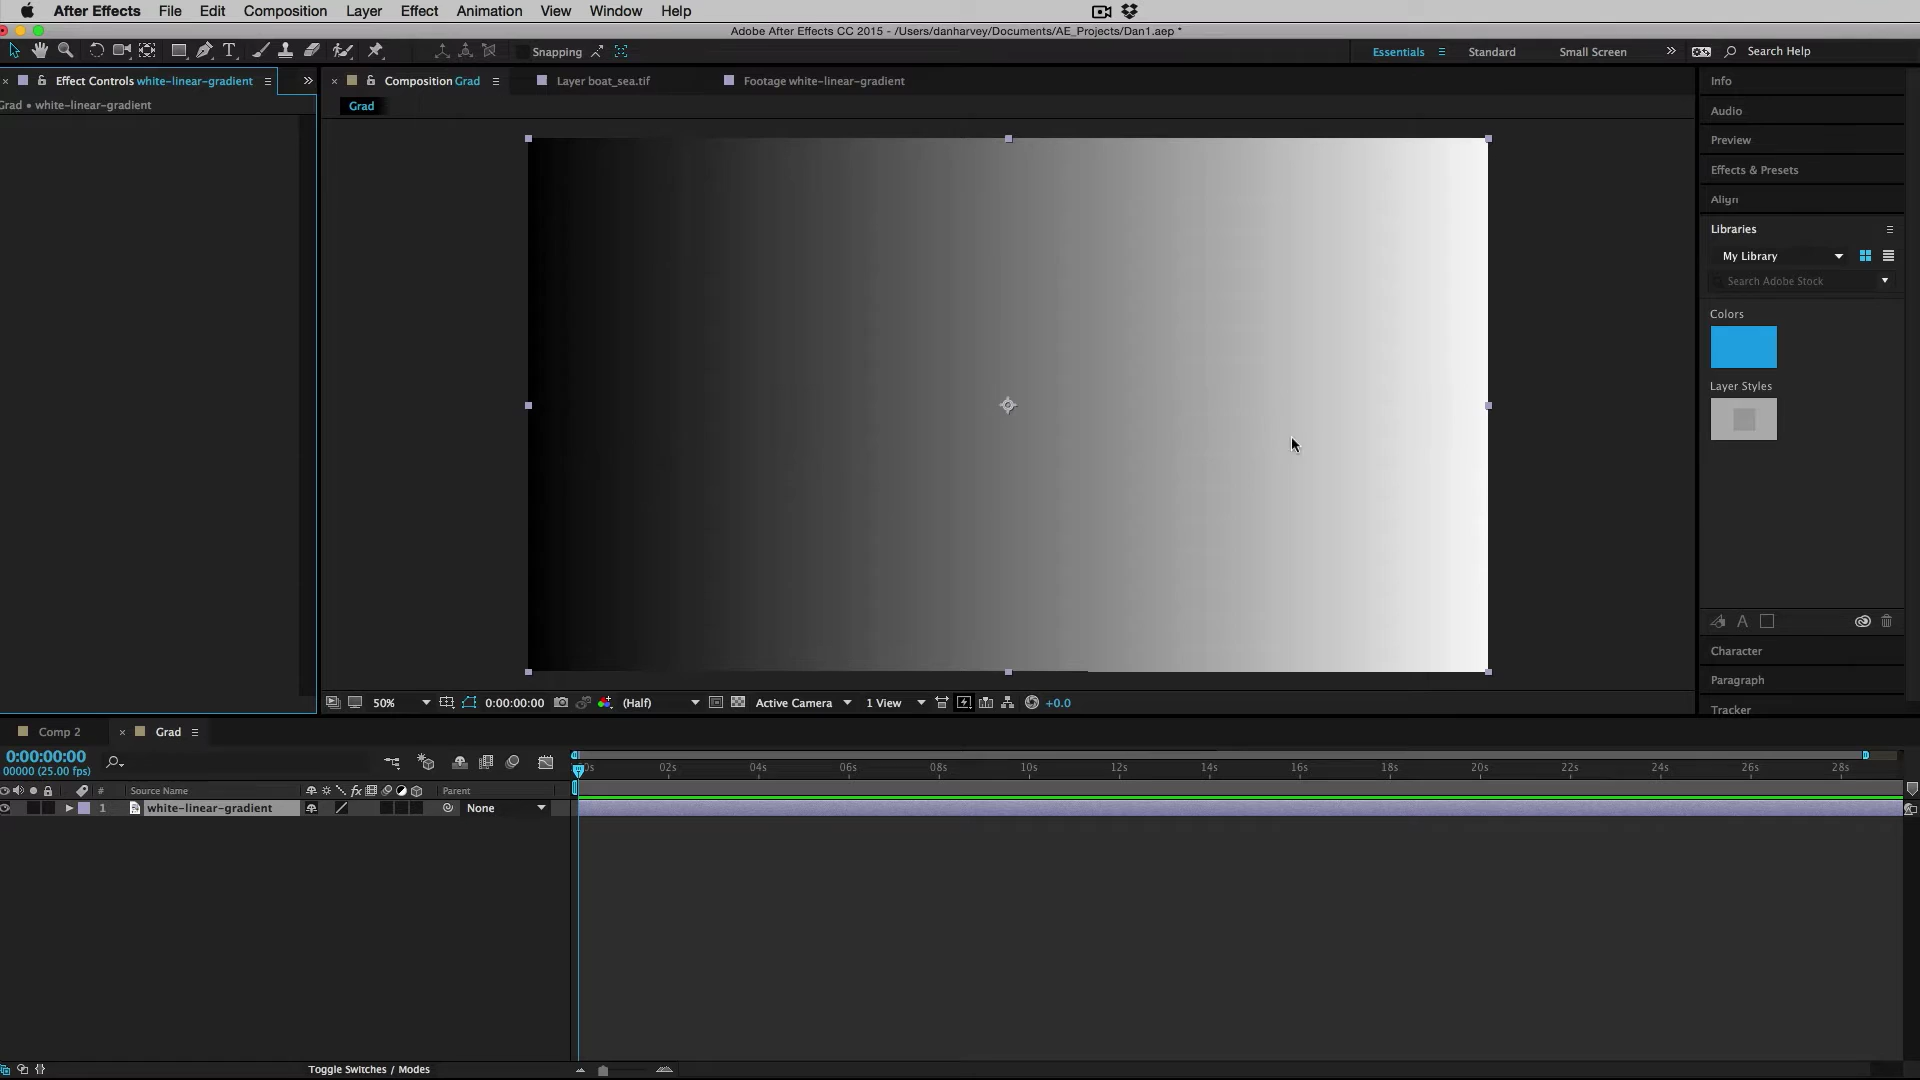 After Effects File Edit Composition Layer Effect Animation View Window Help
Adobe After Effects CC 2015 - /Users/danharvey/Documents/AE_Projects/Dan1.aep *
Snapping Essentials Standard Small Screen Search Help
Effect Controls white-linear-gradient Composition Grad Layer boat_sea.tif Footage white-linear-gradient Info
Grad • white-linear-gradient Grad
Audio
Preview
Effects & Presets
Align
Libraries
My Library
Search Adobe Stock
Colors
Layer Styles
Character
Paragraph
Tracker
50% 0:00:00:00 (Half) Active Camera 1 View +0.0
Comp 2 Grad
0:00:00:00
00000 (25.00 fps)
02s 04s 06s 08s 10s 12s 14s 16s 18s 20s 22s 24s 26s 28s
# Source Name Parent
1 white-linear-gradient None
Toggle Switches / Modes